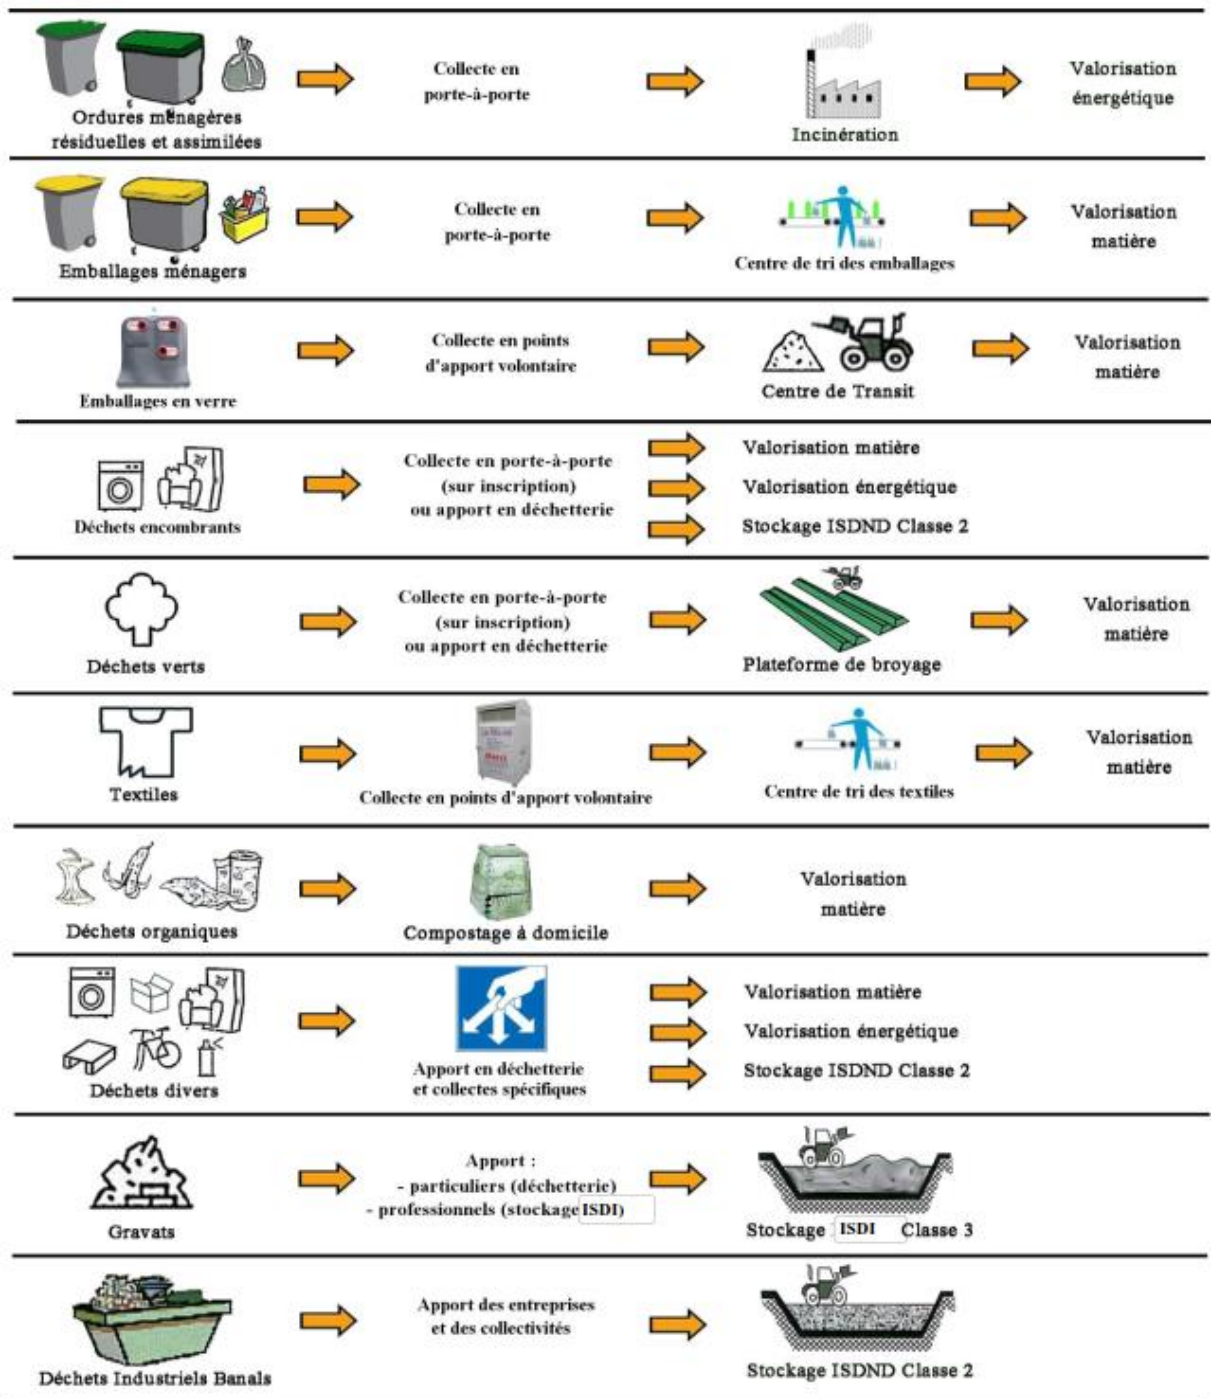 Collecte en
porte-à-porte
Valorisation
énergétique
Ordures ménagères
résiduelles et assimilées
Incinération
Collecte en
porte-à-porte
Valorisation
matière
Emballages ménagers
Centre de tri des emballages
Collecte en points
d'apport volontaire
Valorisation
matière
Emballages en verre
Centre de Transit
Collecte en porte-à-porte
(sur inscription)
ou apport en déchetterie
Valorisation matière
Valorisation énergétique
Stockage ISDND Classe 2
Déchets encombrants
Collecte en porte-à-porte
(sur inscription)
ou apport en déchetterie
Valorisation
matière
Déchets verts
Plateforme de broyage
Valorisation
matière
Textiles
Collecte en points d'apport volontaire
Centre de tri des textiles
Valorisation
matière
Déchets organiques
Compostage à domicile
Valorisation matière
Valorisation énergétique
Stockage ISDND Classe 2
Déchets divers
Apport en déchetterie
et collectes spécifiques
Apport :
- particuliers (déchetterie)
- professionnels (stockage ISDI)
Gravats
Stockage ISDI Classe 3
Apport des entreprises
et des collectivités
Déchets Industriels Banals
Stockage ISDND Classe 2